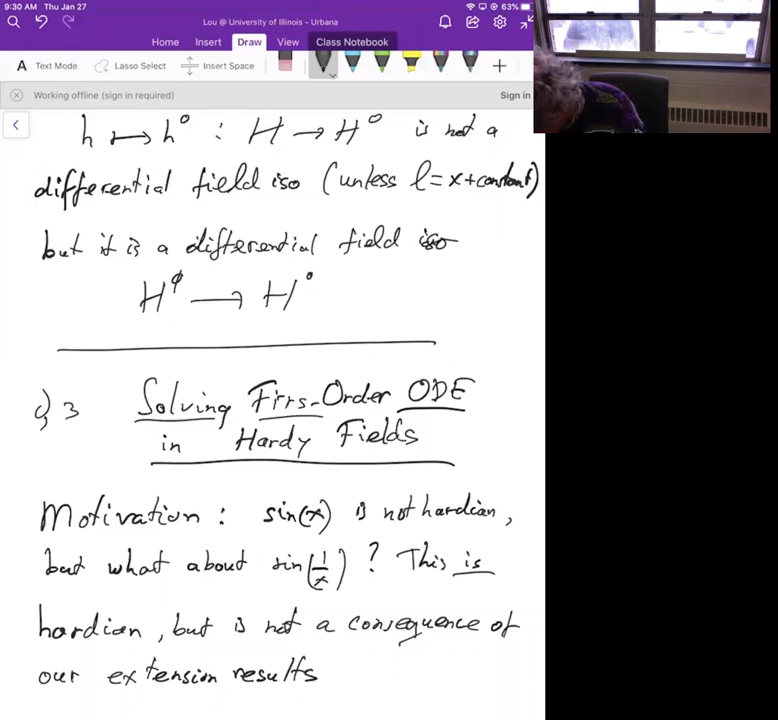 9:30 AM Thu Jan 27
63%
Lou @ University of Illinois - Urbana
Home Insert Draw View Class Notebook
A Text Mode Lasso Select Insert Space
Working offline (sign in required) Sign in
h ⟼ h° : H → H° is not a
differential field iso (unless ℓ = x + constant)
but it is a differential field iso
H^ϕ → H°
3 Solving Firs-Order ODE
in Hardy Fields
Motivation : sin(x) is not hardian,
but what about sin(1/x) ? This is
hardian, but is not a consequence of
our extension results